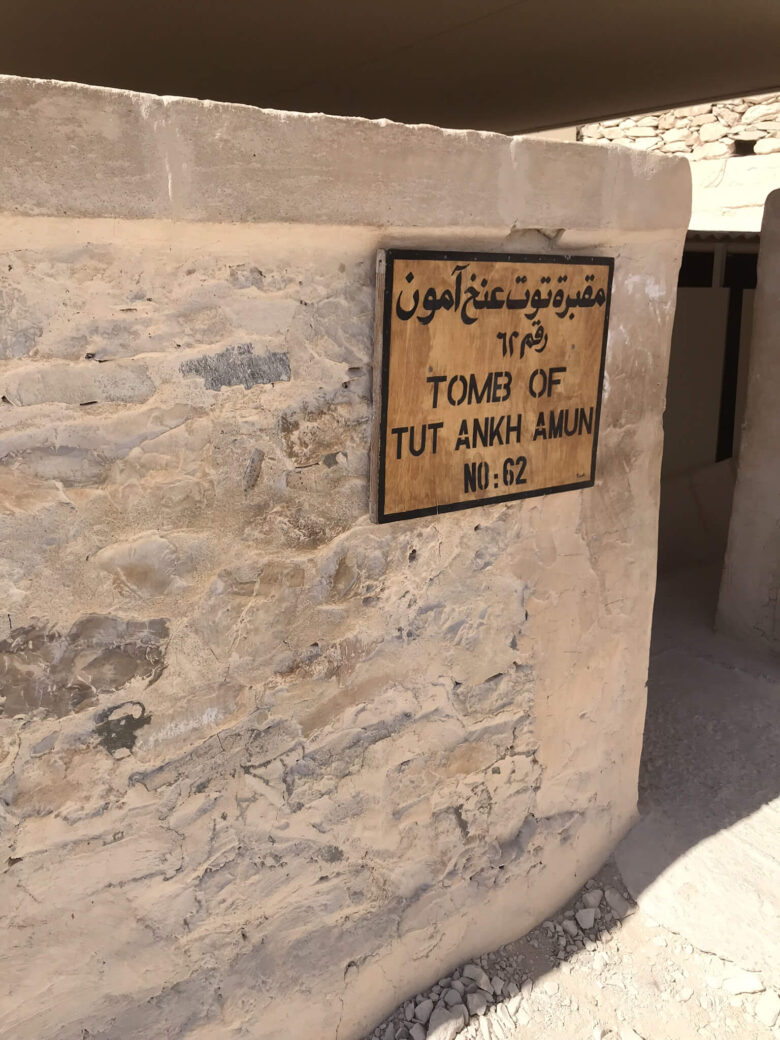 مقبرة توت عنخ آمون
رقم ٦٢
TOMB OF
TUT ANKH AMUN
NO: 62